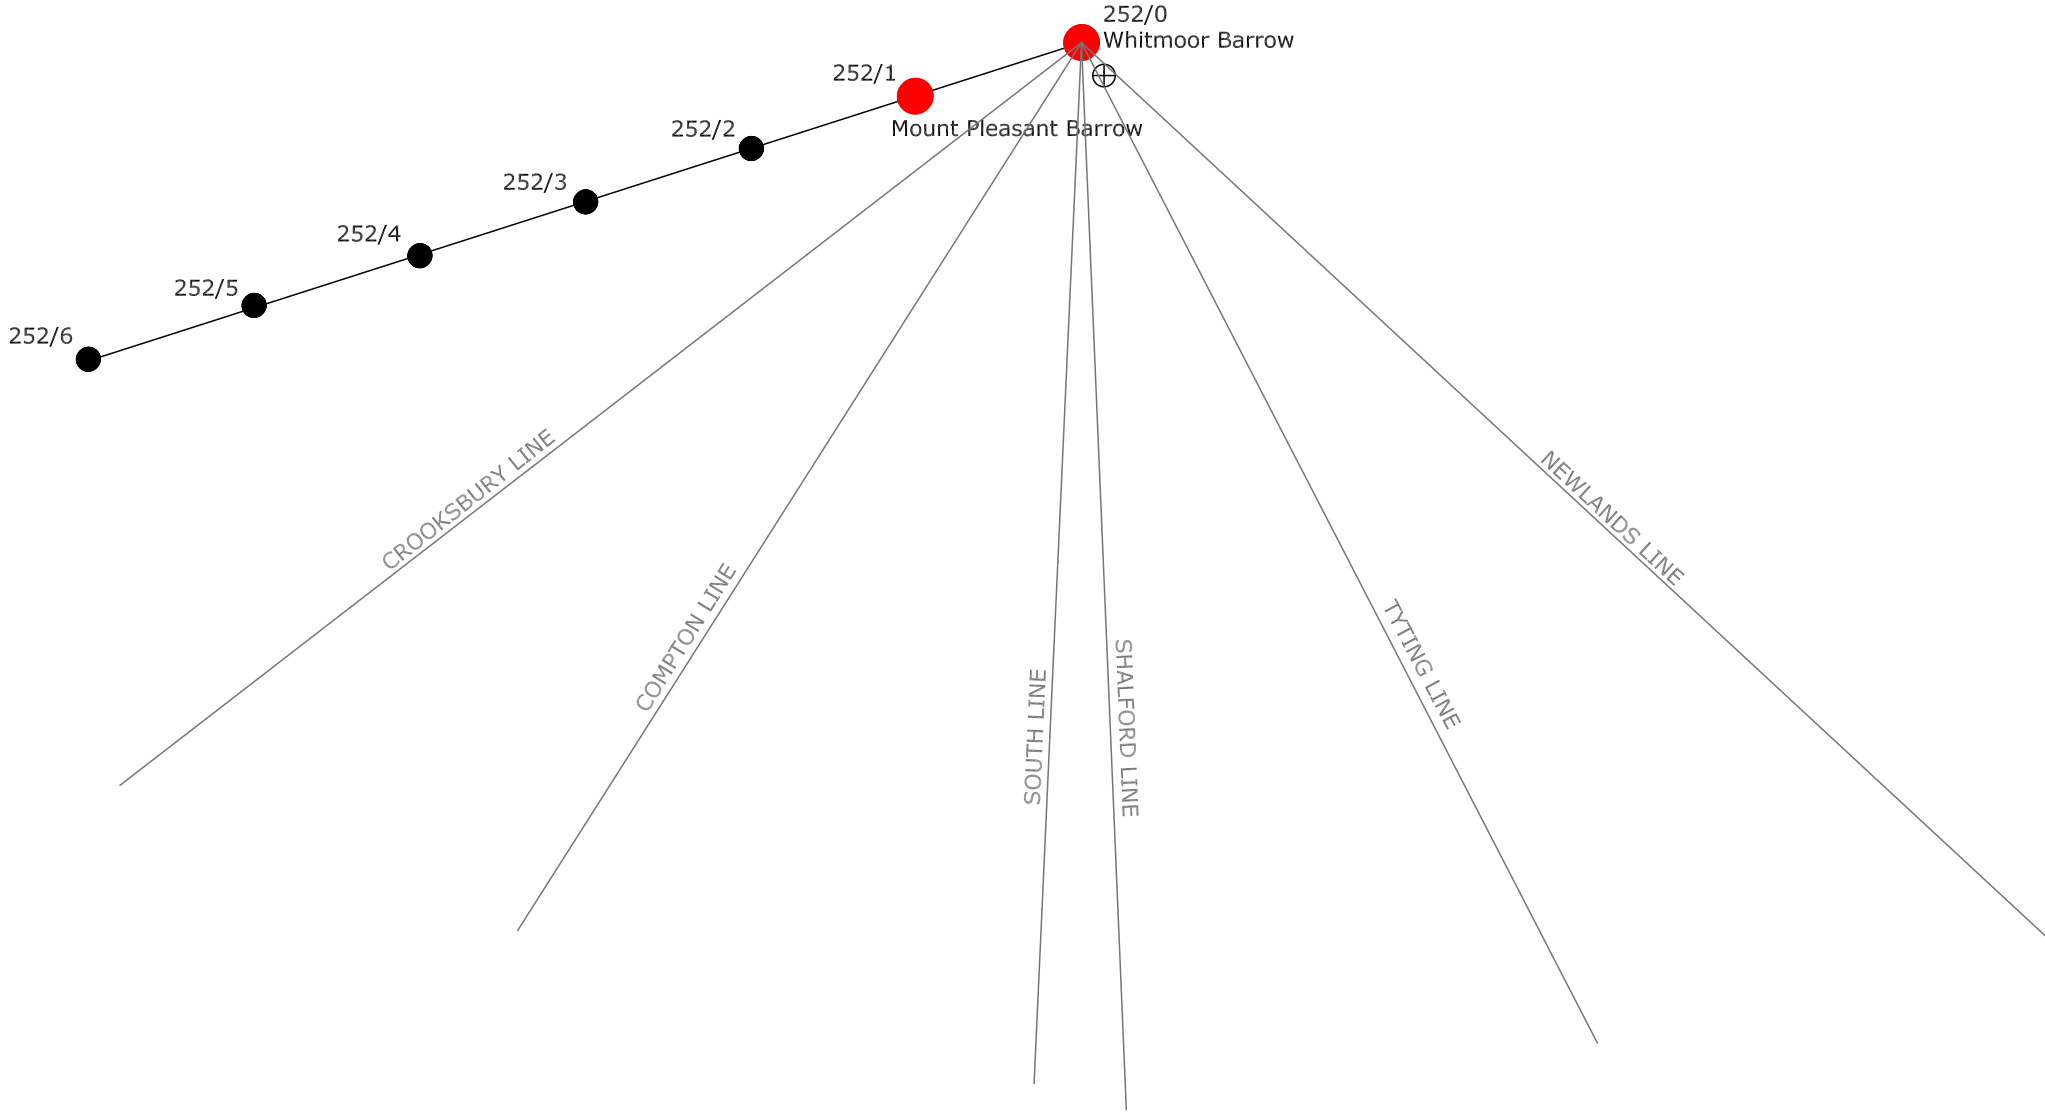 252/0
Whitmoor Barrow
252/1
Mount Pleasant Barrow
252/2
252/3
252/4
252/5
252/6
CROOKSBURY LINE
COMPTON LINE
SOUTH LINE
SHALFORD LINE
TYTING LINE
NEWLANDS LINE